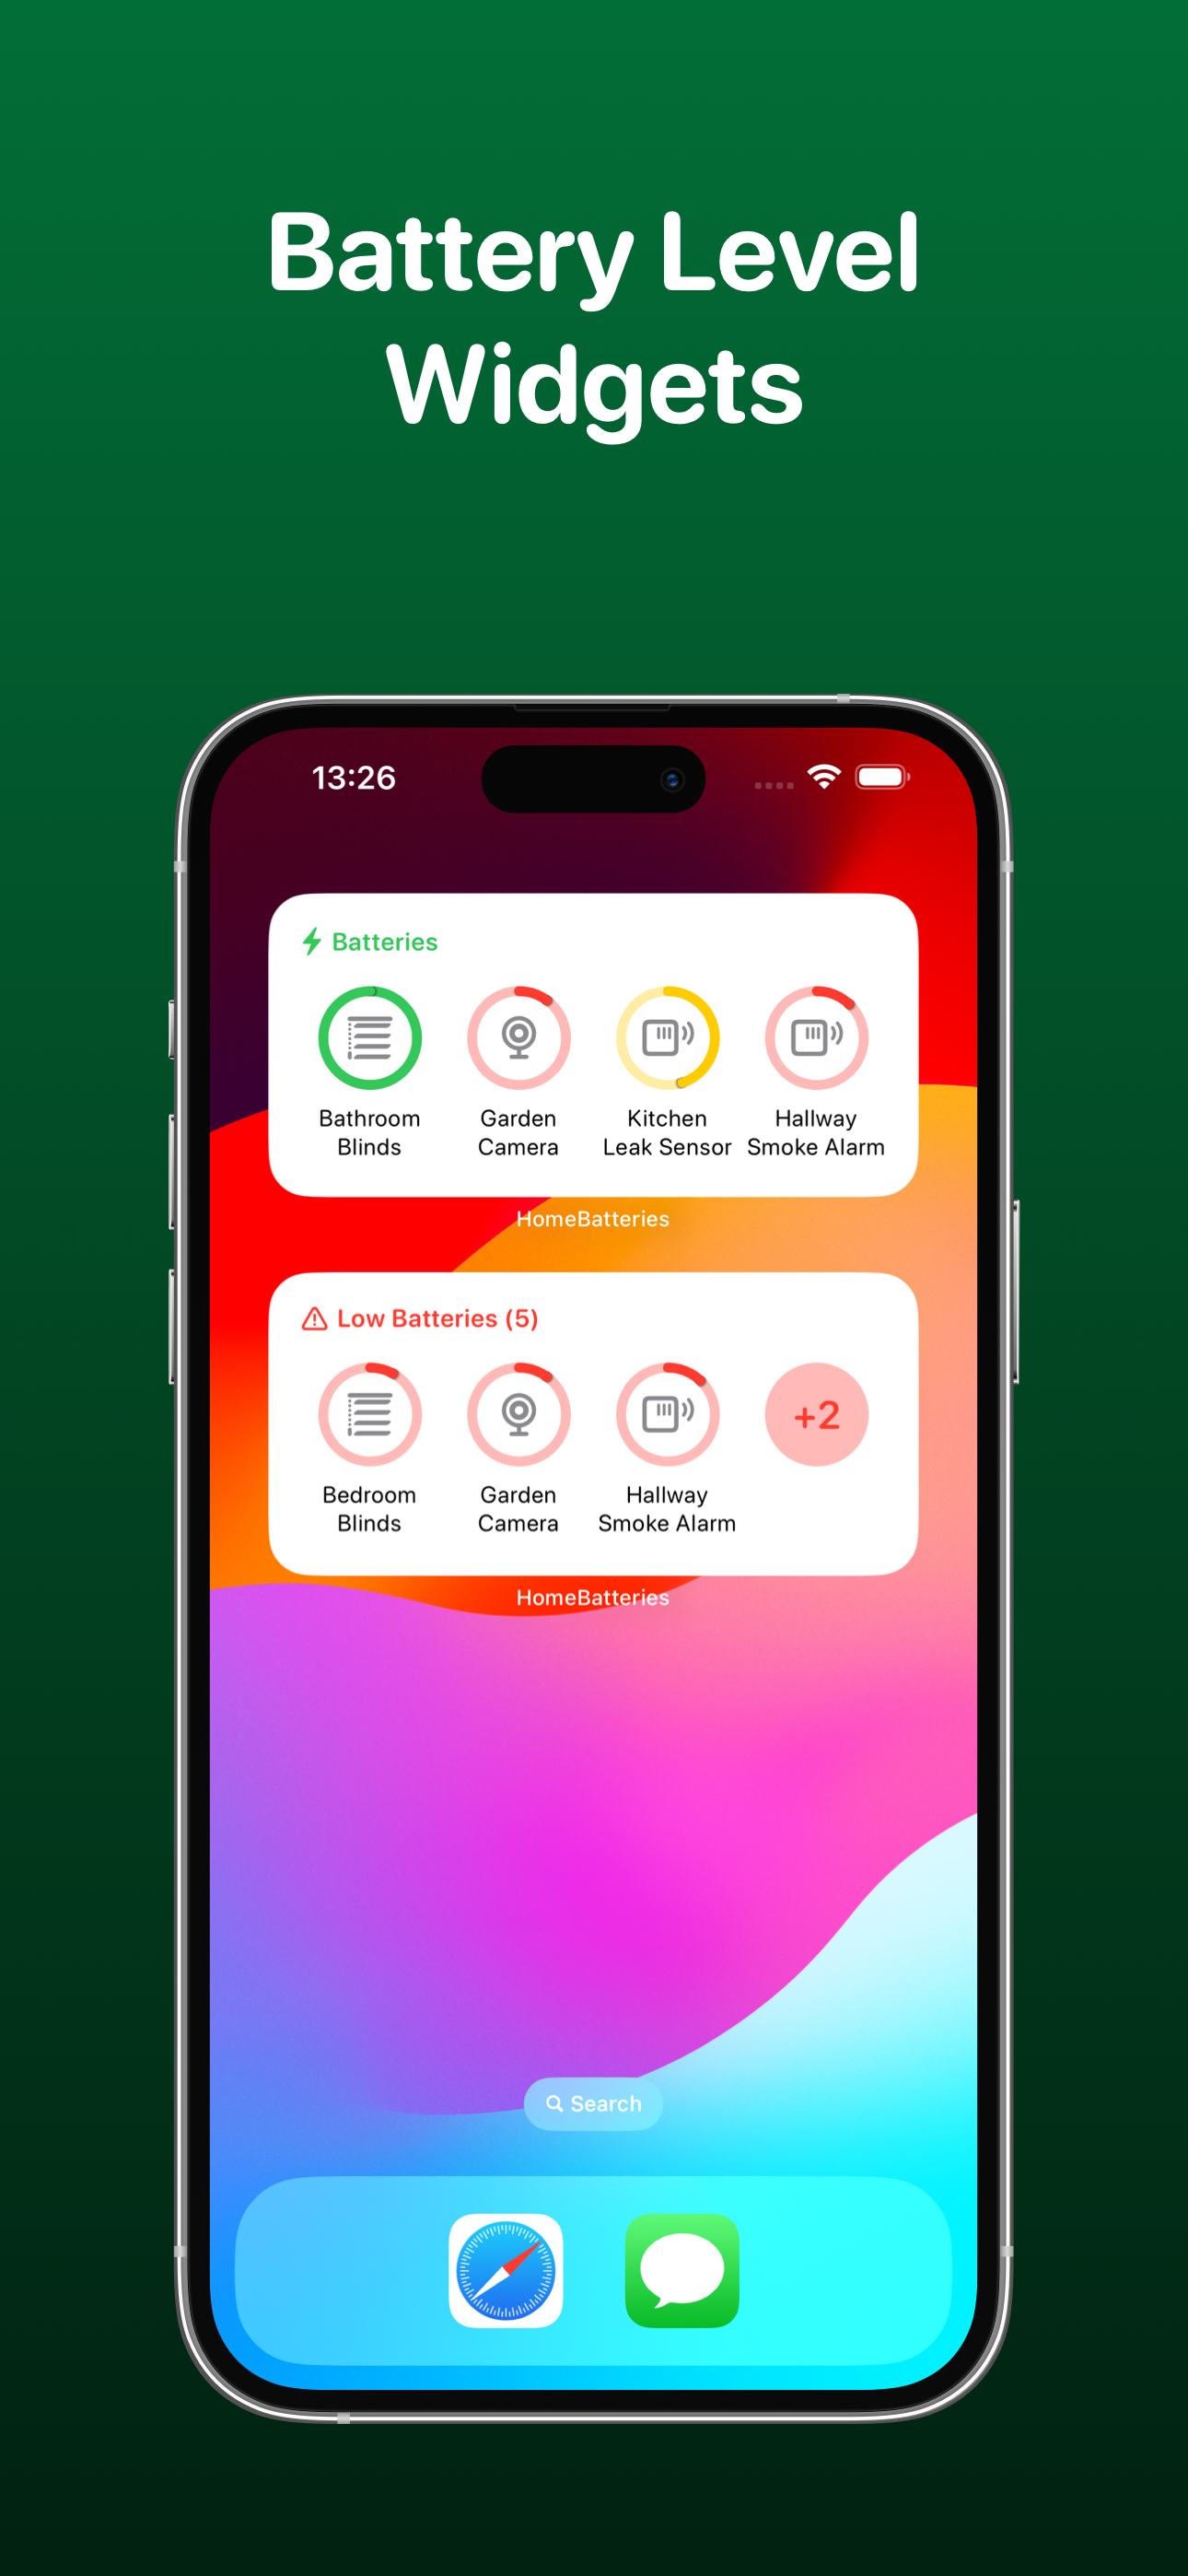 Battery Level
Widgets
13:26
Batteries
Bathroom
Blinds
Garden
Camera
Kitchen
Leak Sensor
Hallway
Smoke Alarm
HomeBatteries
Low Batteries (5)
Bedroom
Blinds
Garden
Camera
Hallway
Smoke Alarm
+2
HomeBatteries
Search